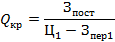 Qкр = Зпост / (Ц1 − Зпер1)